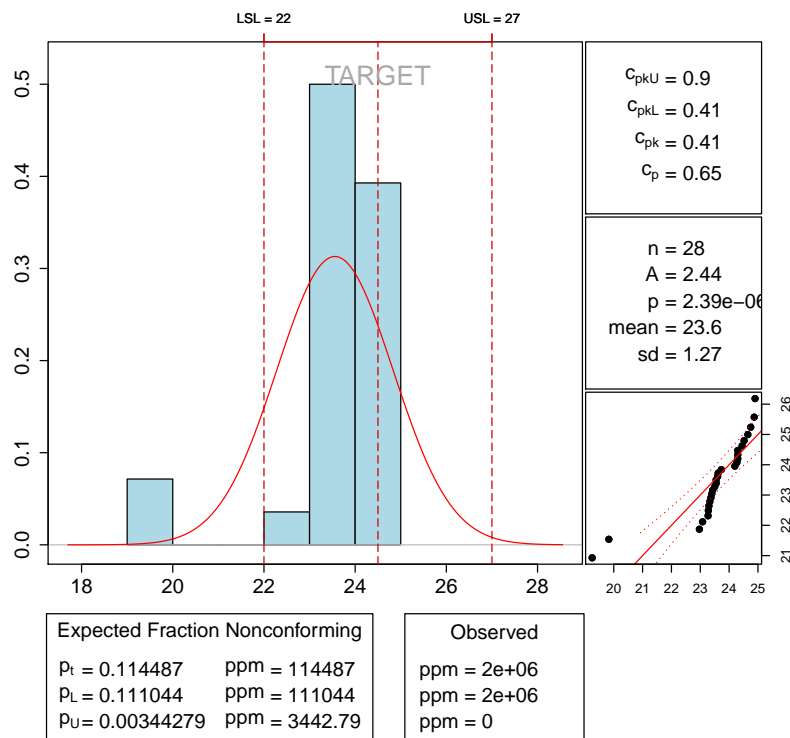 LSL = 22 USL = 27
TARGET
0.5
0.4
0.3
0.2
0.1
0.0
18 20 22 24 26 28
cpkU = 0.9
cpkL = 0.41
cpk = 0.41
cp = 0.65
n = 28
A = 2.44
p = 2.39e−06
mean = 23.6
sd = 1.27
26
25
24
23
22
21
20 21 22 23 24 25
Expected Fraction Nonconforming
pt = 0.114487 ppm = 114487
pL = 0.111044 ppm = 111044
pU = 0.00344279 ppm = 3442.79
Observed
ppm = 2e+06
ppm = 2e+06
ppm = 0